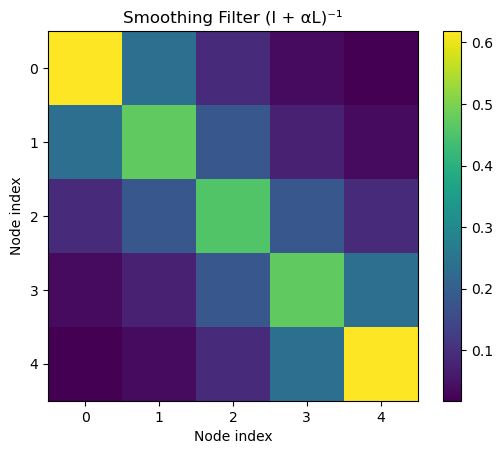 Smoothing Filter (I + αL)⁻¹
0
1
2
3
4
Node index
0 1 2 3 4
Node index
0.6
0.5
0.4
0.3
0.2
0.1